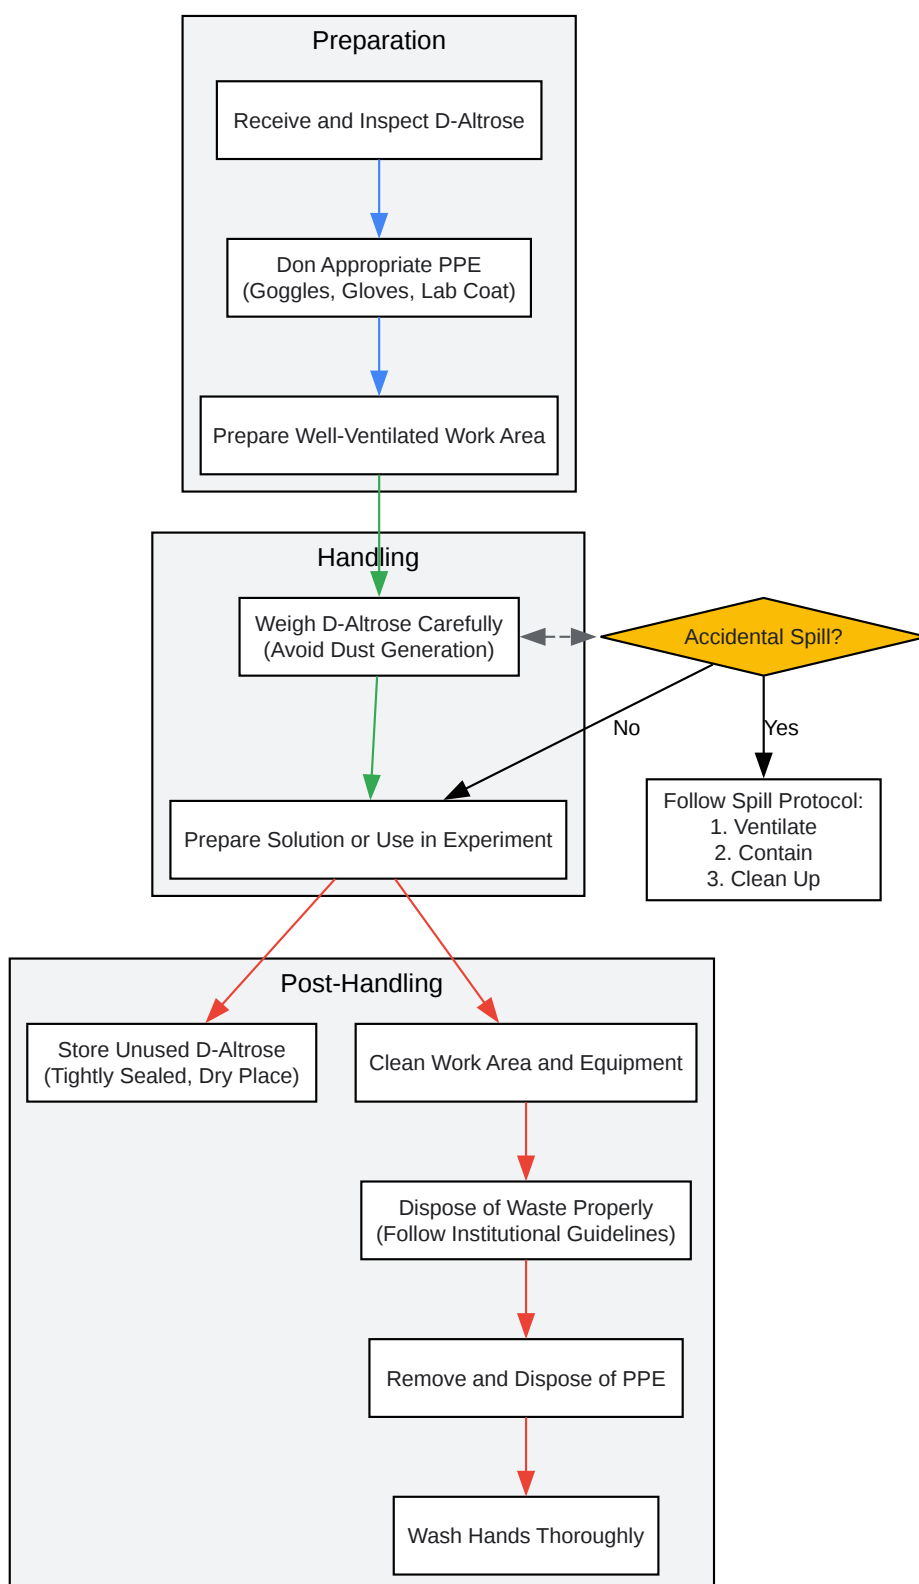 Preparation
Receive and Inspect D-Altrose
Don Appropriate PPE
(Goggles, Gloves, Lab Coat)
Prepare Well-Ventilated Work Area
Handling
Weigh D-Altrose Carefully
(Avoid Dust Generation)
Accidental Spill?
No
Yes
Prepare Solution or Use in Experiment
Follow Spill Protocol:
1. Ventilate
2. Contain
3. Clean Up
Post-Handling
Store Unused D-Altrose
(Tightly Sealed, Dry Place)
Clean Work Area and Equipment
Dispose of Waste Properly
(Follow Institutional Guidelines)
Remove and Dispose of PPE
Wash Hands Thoroughly